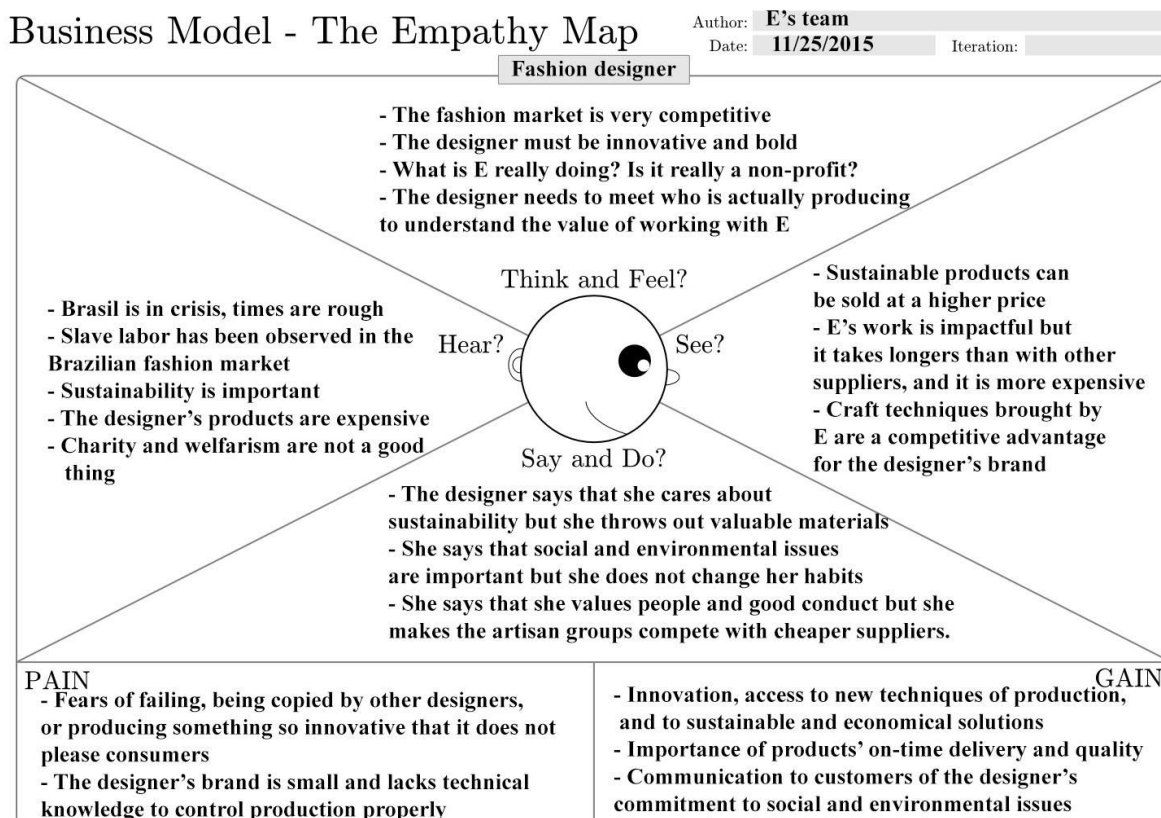 Business Model - The Empathy Map
Author: E's team
Date: 11/25/2015 Iteration:
Fashion designer
- The fashion market is very competitive
- The designer must be innovative and bold
- What is E really doing? Is it really a non-profit?
- The designer needs to meet who is actually producing
to understand the value of working with E
Think and Feel?
Hear?
- Brasil is in crisis, times are rough
- Slave labor has been observed in the
Brazilian fashion market
- Sustainability is important
- The designer's products are expensive
- Charity and welfarism are not a good
thing
See?
- Sustainable products can
be sold at a higher price
- E's work is impactful but
it takes longers than with other
suppliers, and it is more expensive
- Craft techniques brought by
E are a competitive advantage
for the designer's brand
Say and Do?
- The designer says that she cares about
sustainability but she throws out valuable materials
- She says that social and environmental issues
are important but she does not change her habits
- She says that she values people and good conduct but she
makes the artisan groups compete with cheaper suppliers.
PAIN
- Fears of failing, being copied by other designers,
or producing something so innovative that it does not
please consumers
- The designer's brand is small and lacks technical
knowledge to control production properly
GAIN
- Innovation, access to new techniques of production,
and to sustainable and economical solutions
- Importance of products' on-time delivery and quality
- Communication to customers of the designer's
commitment to social and environmental issues